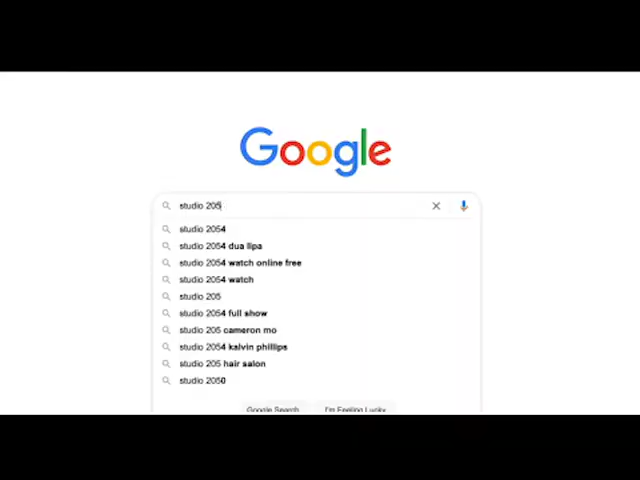 Google
studio 205
studio 2054
studio 2054 dua lipa
studio 2054 watch online free
studio 2054 watch
studio 205
studio 2054 full show
studio 205 cameron mo
studio 2054 kalvin phillips
studio 205 hair salon
studio 2050
Google Search I'm Feeling Lucky